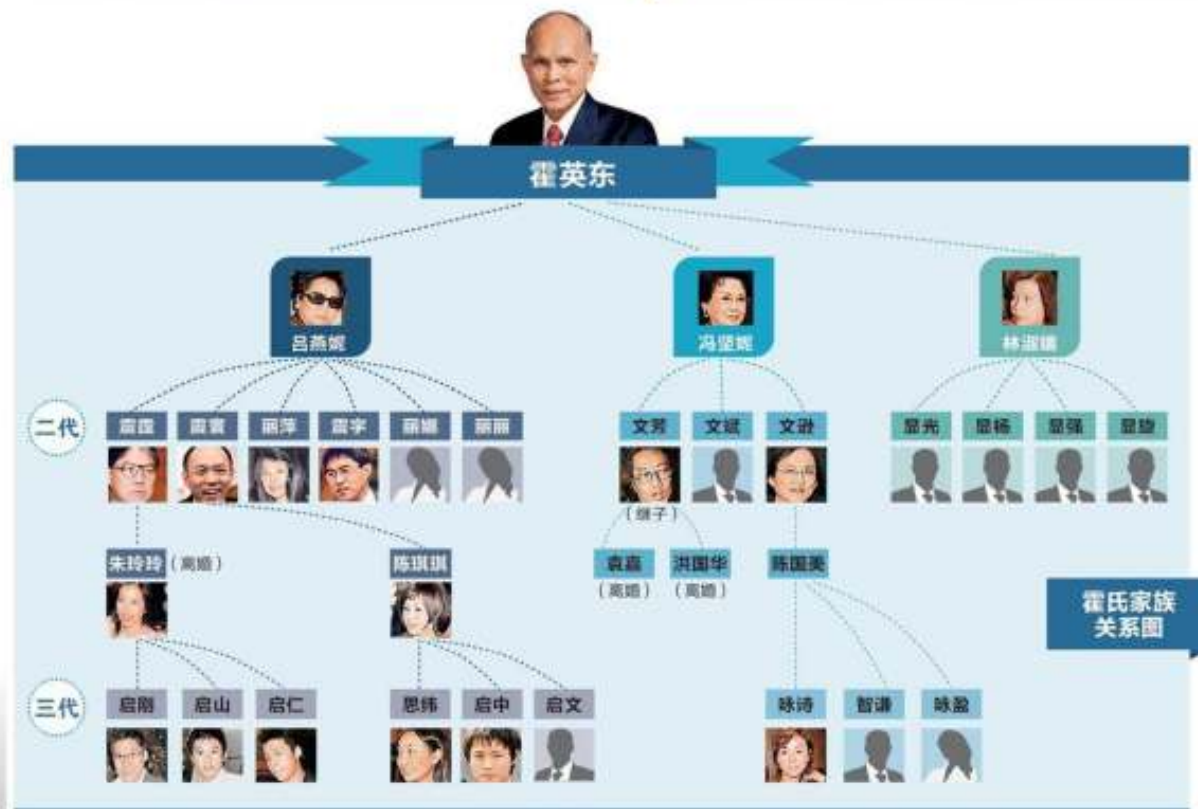 霍英东
吕燕妮
冯坚妮
林淑端
二代
震霆
震寰
丽萍
震宇
丽娜
丽丽
文芳
文斌
文逊
显光
显杨
显强
显旋
（继子）
朱玲玲（离婚）
陈琪琪
袁嘉
洪国华
陈国美
（离婚）
（离婚）
霍氏家族
关系图
三代
启刚
启山
启仁
思纬
启中
启文
咏诗
智谦
咏盈